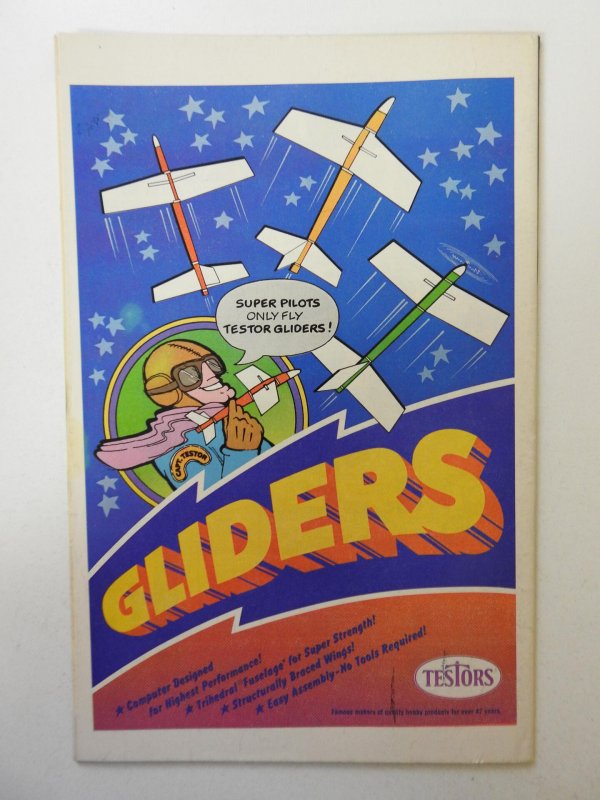 SUPER PILOTS
ONLY FLY
TESTOR GLIDERS!
CAPT. TESTOR
GLIDERS
★ Computer Designed
for Highest Performance!
★ Trihedral Fuselage for Super Strength!
★ Structurally Braced Wings!
★ Easy Assembly-No Tools Required!
TESTORS
Famous makers of quality hobby products for over 47 years.